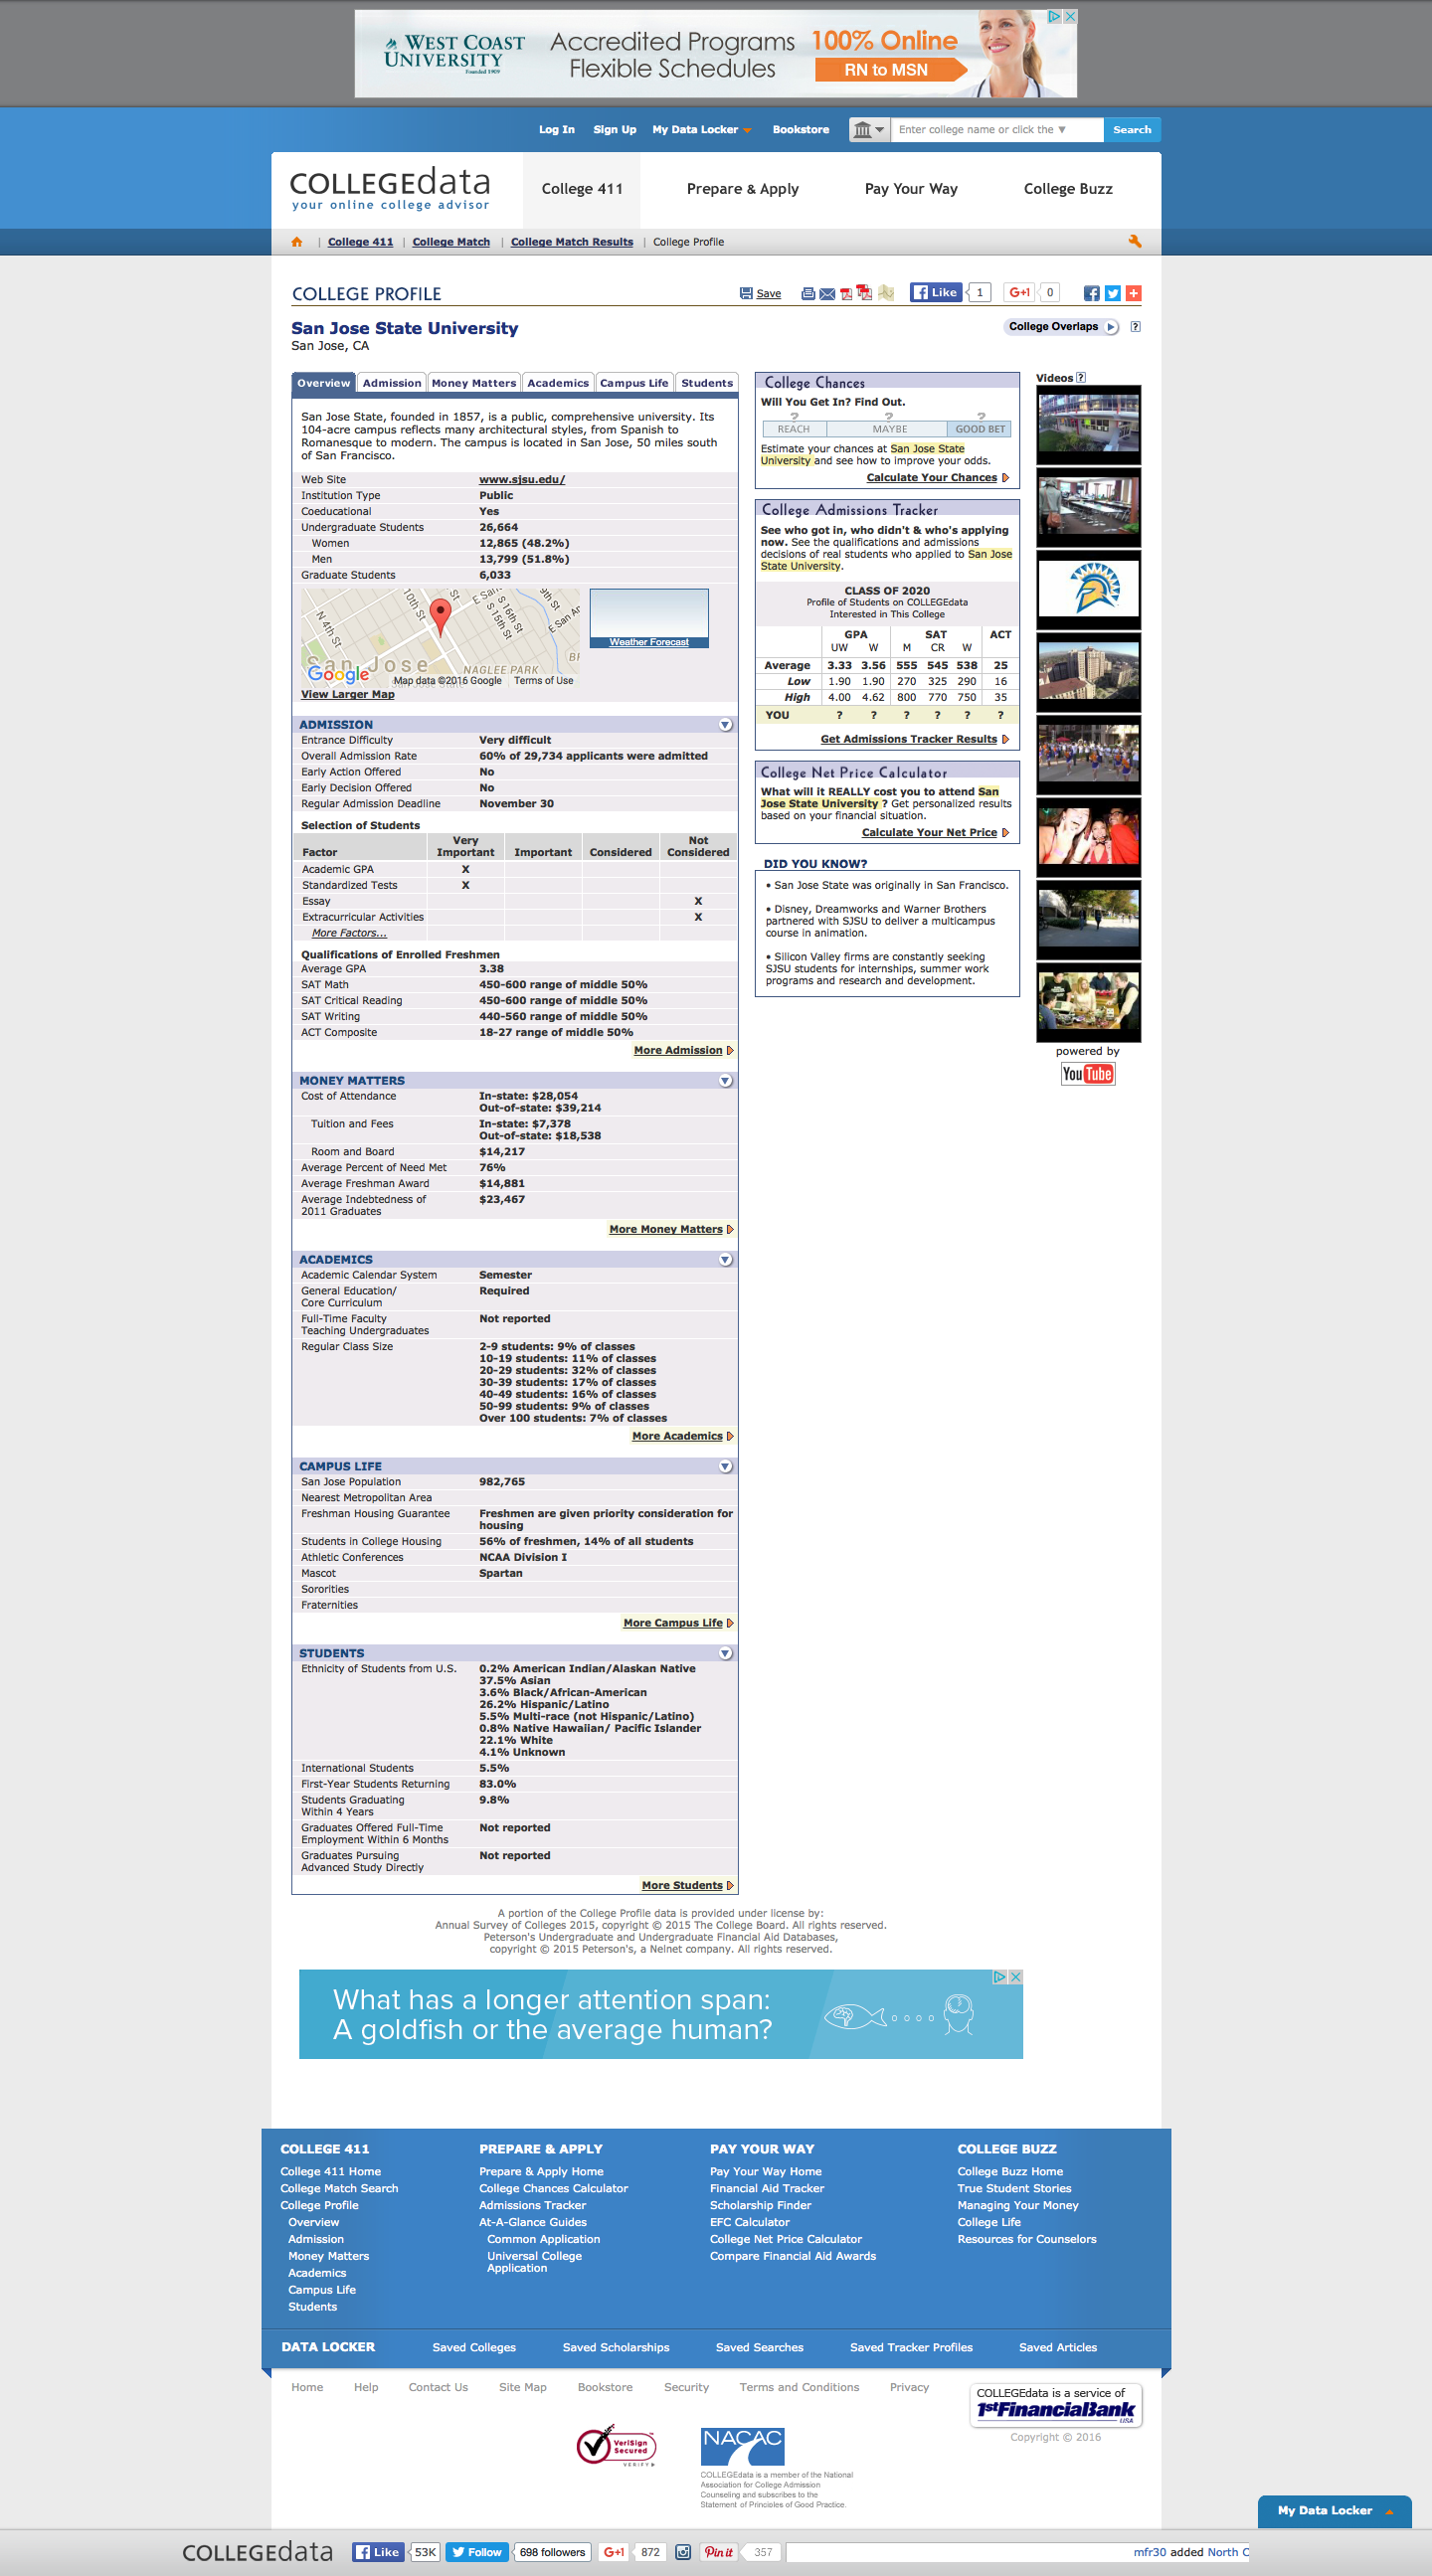 WEST COAST
UNIVERSITY
Founded 1909
Accredited Programs
Flexible Schedules
100% Online
RN to MSN
Log In
Sign Up
My Data Locker
Bookstore
Enter college name or click the ▼
Search
COLLEGEdata
your online college advisor
College 411
Prepare & Apply
Pay Your Way
College Buzz
| College 411 | College Match | College Match Results | College Profile
COLLEGE PROFILE
Save
Like 1
G+1 0
San Jose State University
San Jose, CA
College Overlaps
?
Overview Admission Money Matters Academics Campus Life Students
San Jose State, founded in 1857, is a public, comprehensive university. Its
104-acre campus reflects many architectural styles, from Spanish to
Romanesque to modern. The campus is located in San Jose, 50 miles south
of San Francisco.
Web Site www.sjsu.edu/
Institution Type Public
Coeducational Yes
Undergraduate Students 26,664
Women 12,865 (48.2%)
Men 13,799 (51.8%)
Graduate Students 6,033
N 4th St
10th St
S 16th St
S 15th St
9th St
E San An
San Jose
NAGLEE PARK
Google
Map data ©2016 Google Terms of Use
Weather Forecast
View Larger Map
ADMISSION
Entrance Difficulty Very difficult
Overall Admission Rate 60% of 29,734 applicants were admitted
Early Action Offered No
Early Decision Offered No
Regular Admission Deadline November 30
Selection of Students
Factor Very Important Important Considered Not Considered
Academic GPA X
Standardized Tests X
Essay X
Extracurricular Activities X
More Factors...
Qualifications of Enrolled Freshmen
Average GPA 3.38
SAT Math 450-600 range of middle 50%
SAT Critical Reading 450-600 range of middle 50%
SAT Writing 440-560 range of middle 50%
ACT Composite 18-27 range of middle 50%
More Admission
MONEY MATTERS
Cost of Attendance In-state: $28,054
Out-of-state: $39,214
Tuition and Fees In-state: $7,378
Out-of-state: $18,538
Room and Board $14,217
Average Percent of Need Met 76%
Average Freshman Award $14,881
Average Indebtedness of $23,467
2011 Graduates
More Money Matters
ACADEMICS
Academic Calendar System Semester
General Education/ Required
Core Curriculum
Full-Time Faculty Not reported
Teaching Undergraduates
Regular Class Size 2-9 students: 9% of classes
10-19 students: 11% of classes
20-29 students: 32% of classes
30-39 students: 17% of classes
40-49 students: 16% of classes
50-99 students: 9% of classes
Over 100 students: 7% of classes
More Academics
CAMPUS LIFE
San Jose Population 982,765
Nearest Metropolitan Area
Freshman Housing Guarantee Freshmen are given priority consideration for
housing
Students in College Housing 56% of freshmen, 14% of all students
Athletic Conferences NCAA Division I
Mascot Spartan
Sororities
Fraternities
More Campus Life
STUDENTS
Ethnicity of Students from U.S. 0.2% American Indian/Alaskan Native
37.5% Asian
3.6% Black/African-American
26.2% Hispanic/Latino
5.5% Multi-race (not Hispanic/Latino)
0.8% Native Hawaiian/ Pacific Islander
22.1% White
4.1% Unknown
International Students 5.5%
First-Year Students Returning 83.0%
Students Graduating 9.8%
Within 4 Years
Graduates Offered Full-Time Not reported
Employment Within 6 Months
Graduates Pursuing Not reported
Advanced Study Directly
More Students
College Chances
Will You Get In? Find Out.
? ? ?
REACH MAYBE GOOD BET
Estimate your chances at San Jose State
University and see how to improve your odds.
Calculate Your Chances
College Admissions Tracker
See who got in, who didn't & who's applying
now. See the qualifications and admissions
decisions of real students who applied to San Jose
State University.
CLASS OF 2020
Profile of Students on COLLEGEdata
Interested in This College
GPA SAT ACT
UW W M CR W
Average 3.33 3.56 555 545 538 25
Low 1.90 1.90 270 325 290 16
High 4.00 4.62 800 770 750 35
YOU ? ? ? ? ? ?
Get Admissions Tracker Results
College Net Price Calculator
What will it REALLY cost you to attend San
Jose State University ? Get personalized results
based on your financial situation.
Calculate Your Net Price
DID YOU KNOW?
• San Jose State was originally in San Francisco.
• Disney, Dreamworks and Warner Brothers
partnered with SJSU to deliver a multicampus
course in animation.
• Silicon Valley firms are constantly seeking
SJSU students for internships, summer work
programs and research and development.
Videos ?
powered by
YouTube
A portion of the College Profile data is provided under license by:
Annual Survey of Colleges 2015, copyright © 2015 The College Board. All rights reserved.
Peterson's Undergraduate and Undergraduate Financial Aid Databases,
copyright © 2015 Peterson's, a Nelnet company. All rights reserved.
What has a longer attention span:
A goldfish or the average human?
COLLEGE 411
College 411 Home
College Match Search
College Profile
Overview
Admission
Money Matters
Academics
Campus Life
Students
PREPARE & APPLY
Prepare & Apply Home
College Chances Calculator
Admissions Tracker
At-A-Glance Guides
Common Application
Universal College
Application
PAY YOUR WAY
Pay Your Way Home
Financial Aid Tracker
Scholarship Finder
EFC Calculator
College Net Price Calculator
Compare Financial Aid Awards
COLLEGE BUZZ
College Buzz Home
True Student Stories
Managing Your Money
College Life
Resources for Counselors
DATA LOCKER Saved Colleges Saved Scholarships Saved Searches Saved Tracker Profiles Saved Articles
Home Help Contact Us Site Map Bookstore Security Terms and Conditions Privacy
COLLEGEdata is a service of
1stFinancialBank
USA
Copyright © 2016
VeriSign
Secured
VERIFY
NACAC
COLLEGEdata is a member of the National
Association for College Admission
Counseling and subscribes to the
Statement of Principles of Good Practice.
My Data Locker
COLLEGEdata
Like 53K
Follow 698 followers
G+1 872
Pin it 357
mfr30 added North C